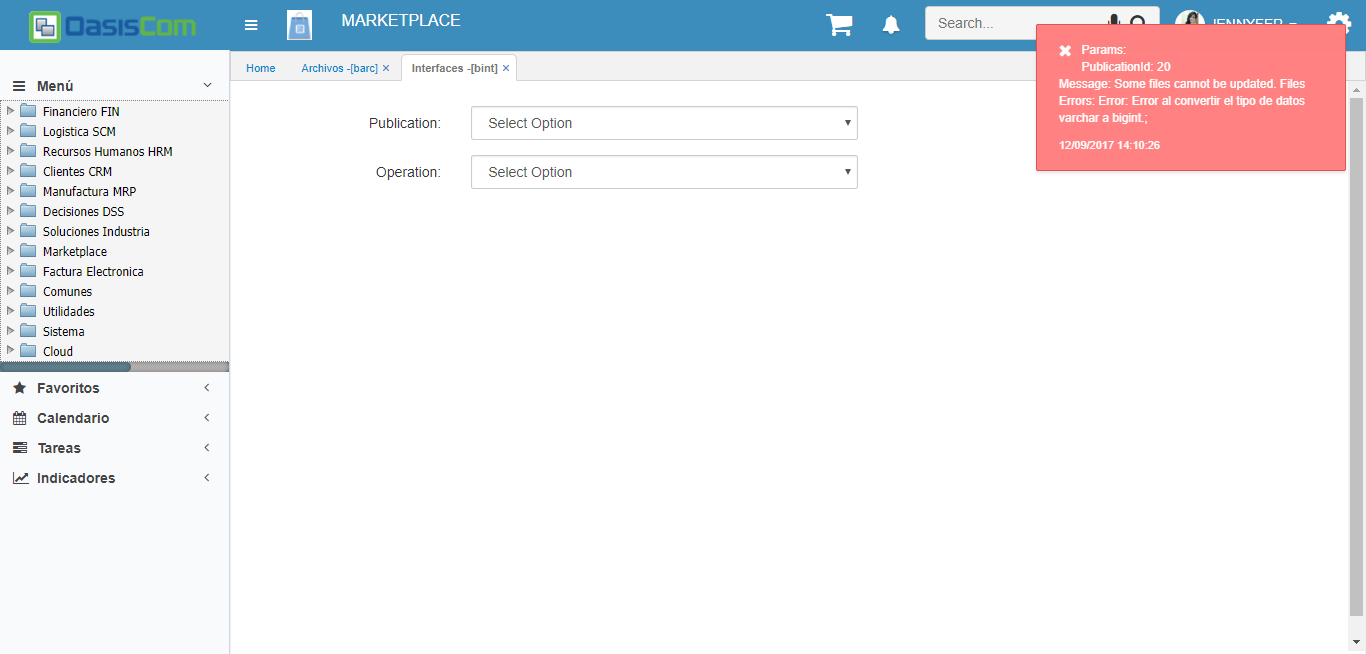 OasisCom
MARKETPLACE
Search...
Menú
Financiero FIN
Logistica SCM
Recursos Humanos HRM
Clientes CRM
Manufactura MRP
Decisiones DSS
Soluciones Industria
Marketplace
Factura Electronica
Comunes
Utilidades
Sistema
Cloud
Favoritos
Calendario
Tareas
Indicadores
Home
Archivos -[barc] ×
Interfaces -[bint] ×
Publication:
Select Option
Operation:
Select Option
Params:
PublicationId: 20
Message: Some files cannot be updated. Files
Errors: Error: Error al convertir el tipo de datos
varchar a bigint.;
12/09/2017 14:10:26